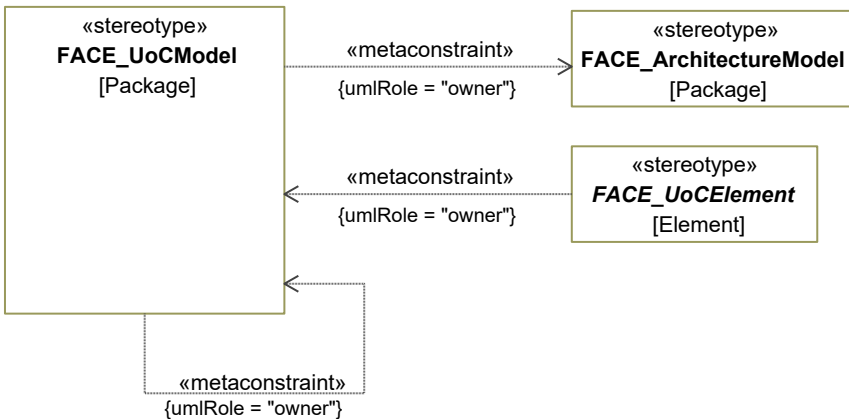 «stereotype»
FACE_UoCModel
[Package]
«metaconstraint»
{umlRole = "owner"}
«stereotype»
FACE_ArchitectureModel
[Package]
«metaconstraint»
{umlRole = "owner"}
«stereotype»
FACE_UoCElement
[Element]
«metaconstraint»
{umlRole = "owner"}